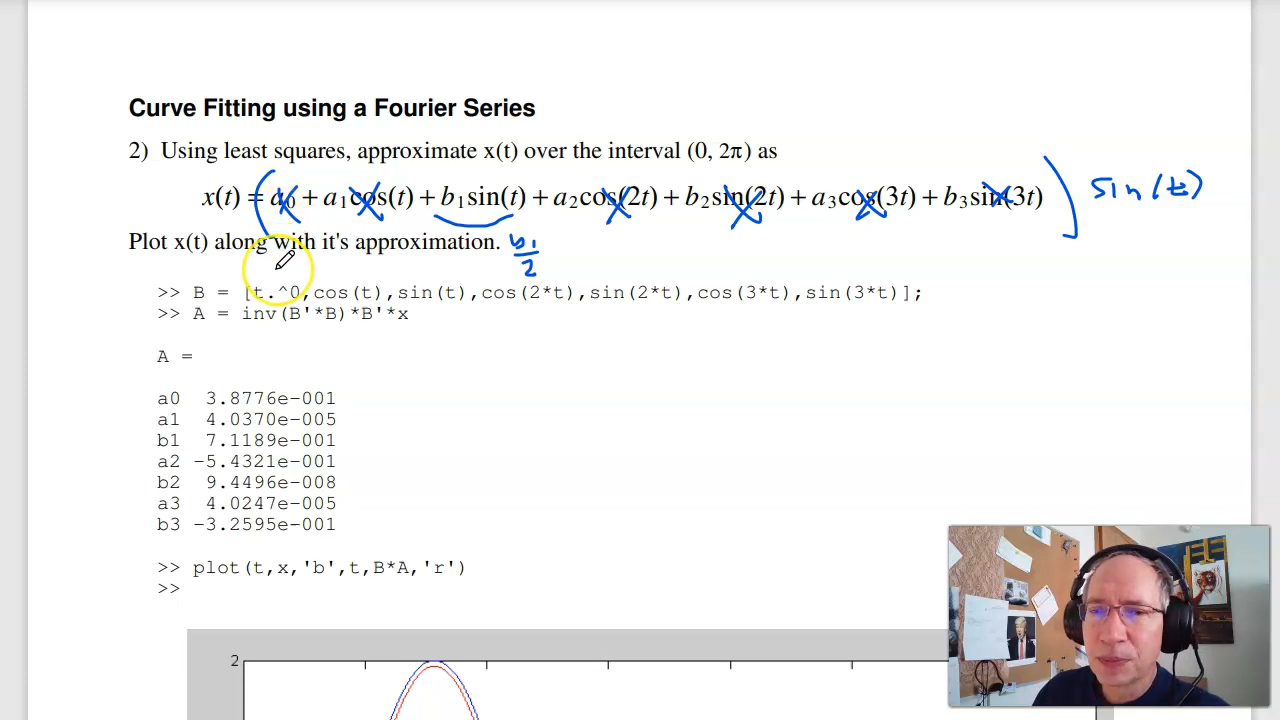 Curve Fitting using a Fourier Series
2) Using least squares, approximate x(t) over the interval (0, 2π) as
x(t) = (a₀ + a₁cos(t) + b₁sin(t) + a₂cos(2t) + b₂sin(2t) + a₃cos(3t) + b₃sin(3t)) sin(t)
Plot x(t) along with it's approximation. b₁/2
>> B = [t.^0,cos(t),sin(t),cos(2*t),sin(2*t),cos(3*t),sin(3*t)];
>> A = inv(B'*B)*B'*x
A =
a0 3.8776e-001
a1 4.0370e-005
b1 7.1189e-001
a2 -5.4321e-001
b2 9.4496e-008
a3 4.0247e-005
b3 -3.2595e-001
>> plot(t,x,'b',t,B*A,'r')
>>
2